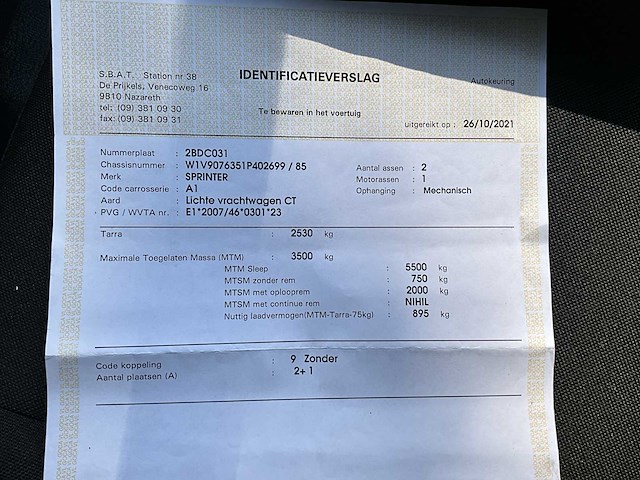 S.B.A.T. Station nr 38
IDENTIFICATIEVERSLAG
Autokeuring
De Prijkels, Venecoweg 16
9810 Nazareth
tel: (09) 381 09 30
Te bewaren in het voertuig
fax: (09) 381 09 31
uitgereikt op : 26/10/2021
Nummerplaat : 2BDC031
Chassisnummer : W1V9076351P402699 / 85
Aantal assen : 2
Merk : SPRINTER
Motorassen : 1
Code carrosserie : A1
Ophanging : Mechanisch
Aard : Lichte vrachtwagen CT
PVG / WVTA nr. : E1*2007/46*0301*23
Tarra : 2530 kg
Maximale Toegelaten Massa (MTM) : 3500 kg
MTM Sleep : 5500 kg
MTSM zonder rem : 750 kg
MTSM met oplooprem : 2000 kg
MTSM met continue rem : NIHIL
Nuttig laadvermogen(MTM-Tarra-75kg) : 895 kg
Code koppeling : 9 Zonder
Aantal plaatsen (A) : 2+ 1